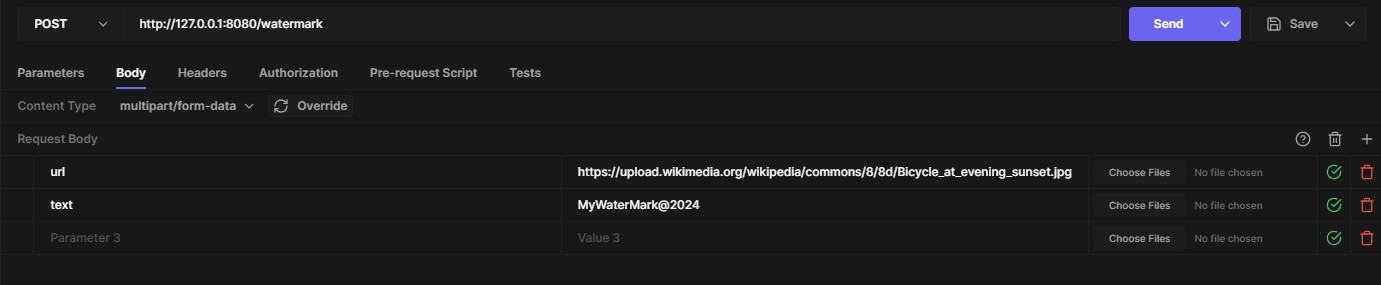 POST http://127.0.0.1:8080/watermark Send Save
Parameters Body Headers Authorization Pre-request Script Tests
Content Type multipart/form-data Override
Request Body
url https://upload.wikimedia.org/wikipedia/commons/8/8d/Bicycle_at_evening_sunset.jpg Choose Files No file chosen
text MyWaterMark@2024 Choose Files No file chosen
Parameter 3 Value 3 Choose Files No file chosen